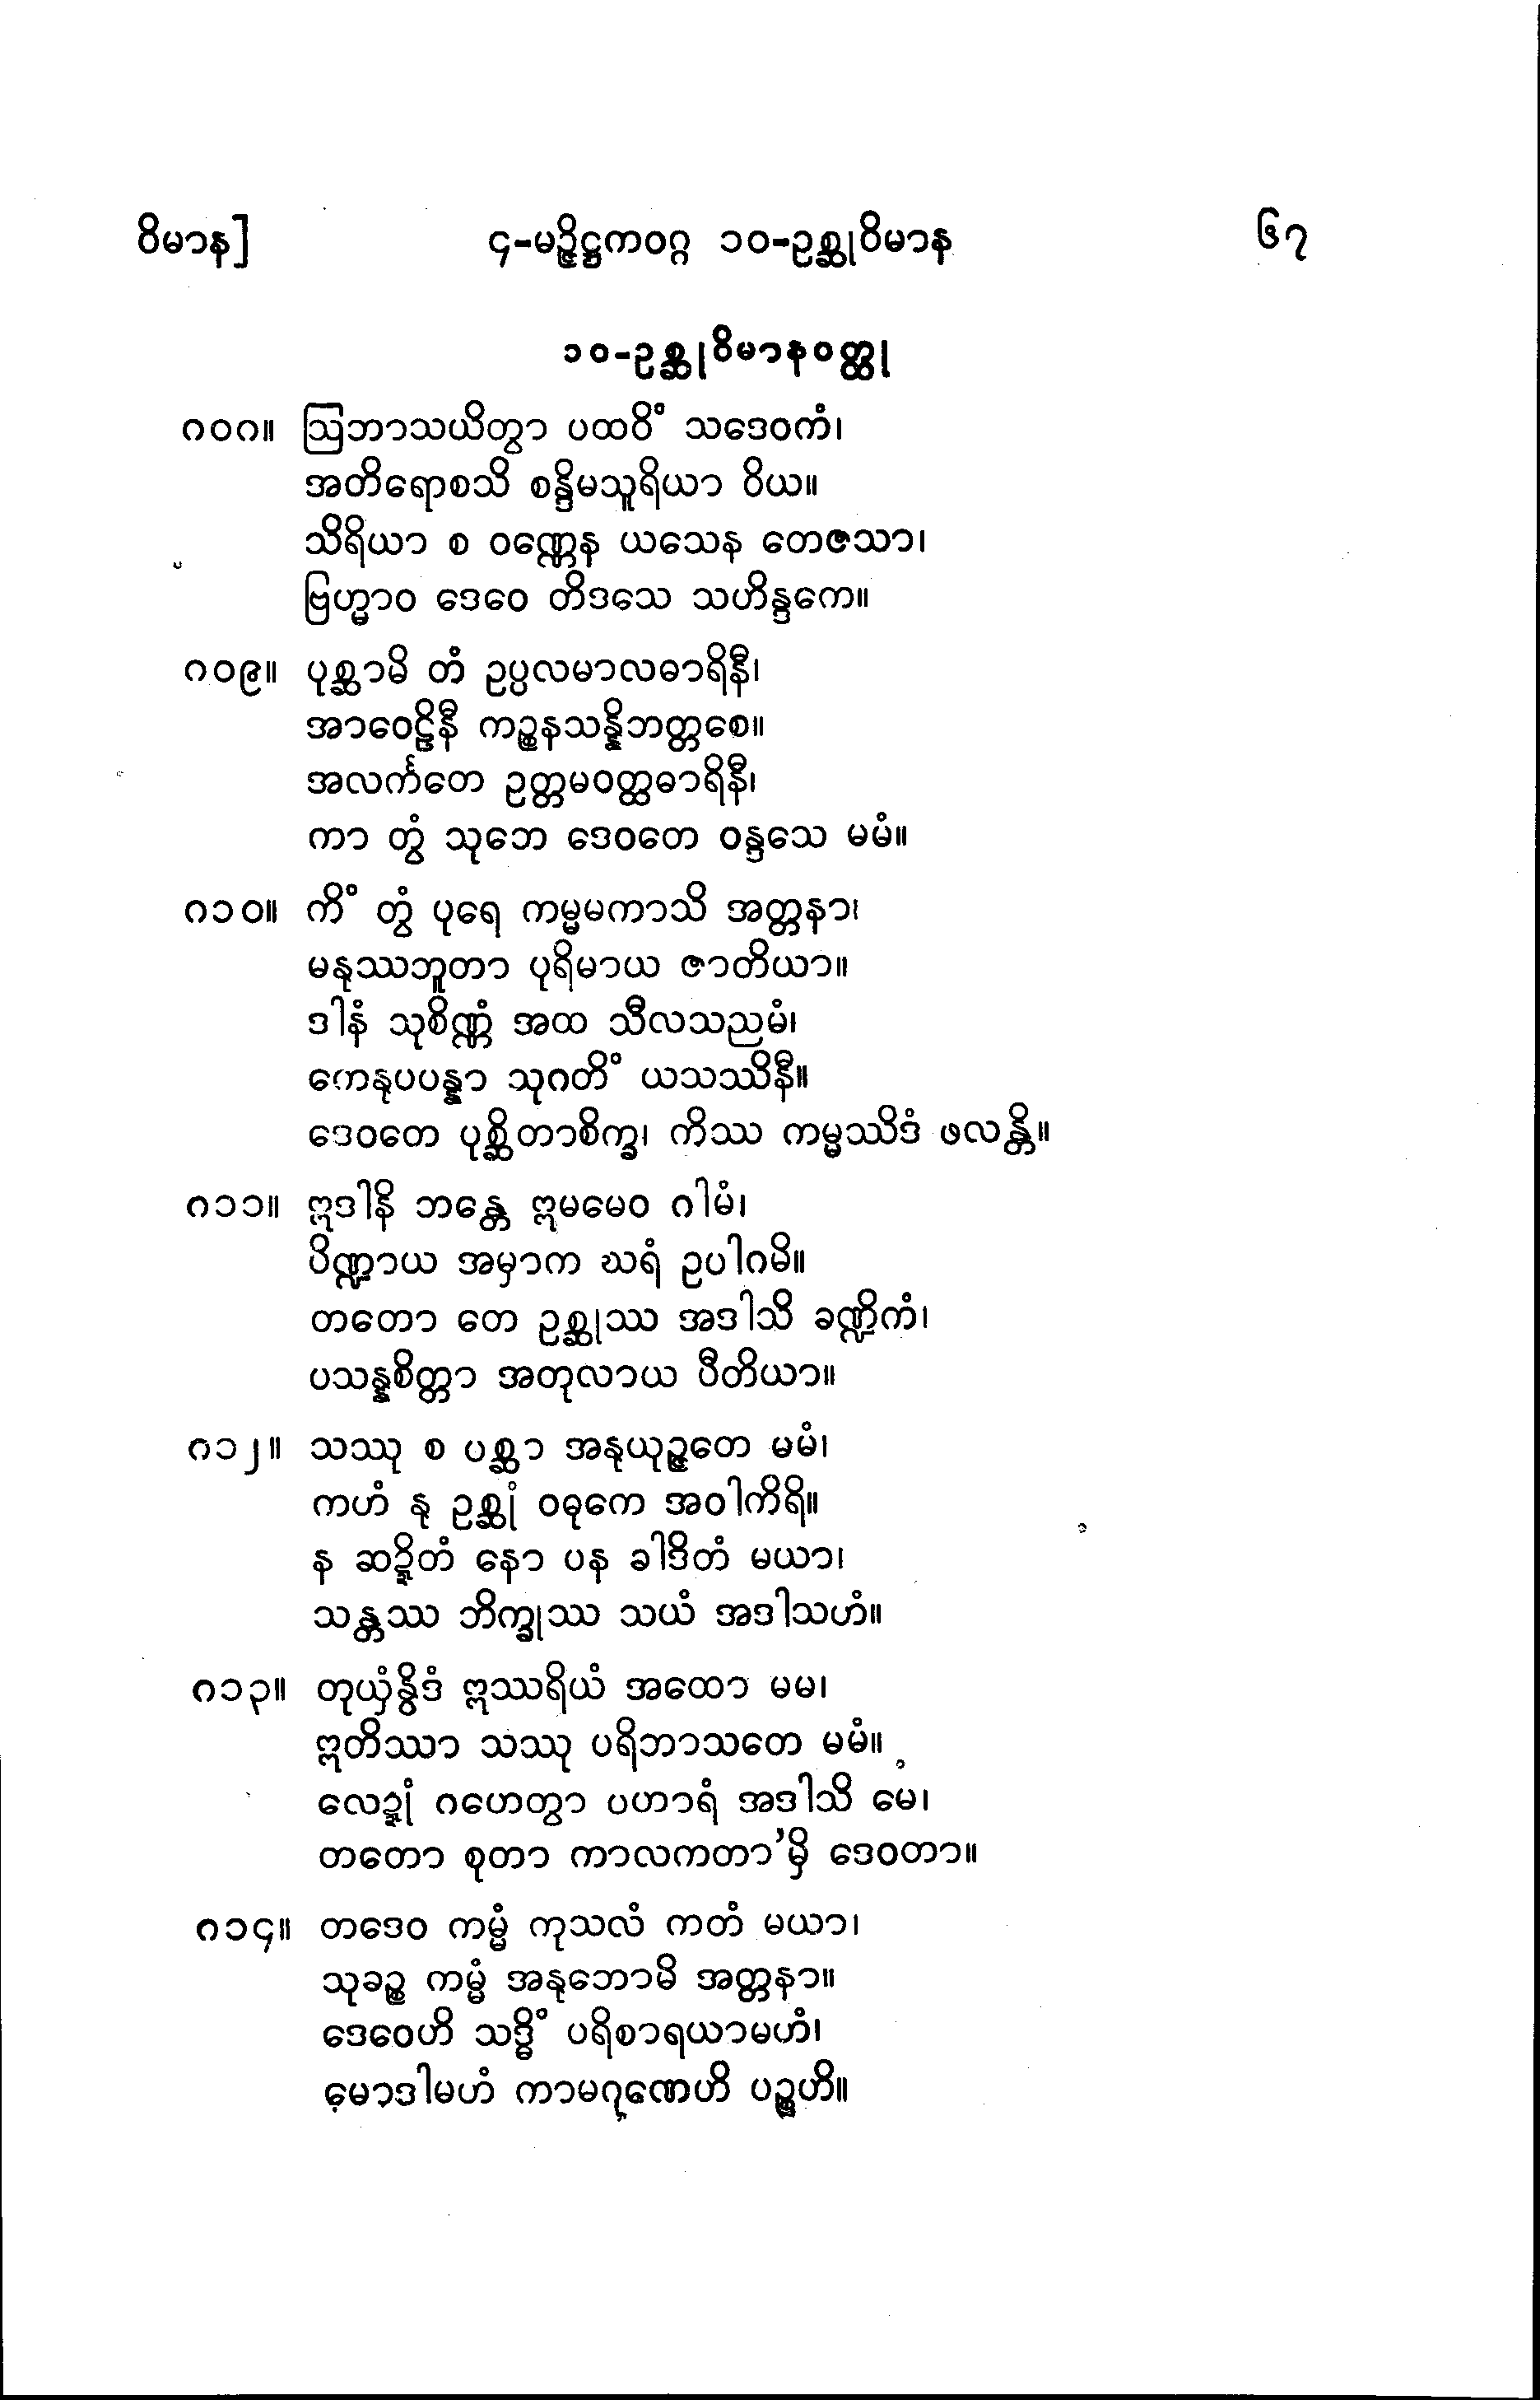 ဝိမာန]
၄-မဉ္ဇိဋ္ဌကဝဂ္ဂ ၁၀-ဥစ္ဆုဝိမာန
၆၇
၁၀-ဥစ္ဆုဝိမာနဝတ္ထု
၈၀၈။ ဩဘာသယိတွာ ပထဝိံ သဒေဝကံ၊
အတိရောစသိ စန္ဒိမသူရိယာ ဝိယ။
သိရိယာ စ ဝဏ္ဏေန ယသေန တေဇသာ၊
ဗြဟ္မာဝ ဒေဝေ တိဒသေ သဟိန္ဒကေ။
၈၀၉။ ပုစ္ဆာမိ တံ ဥပ္ပလမာလဓာရိနီ၊
အာဝေဠိနီ ကဉ္စနသန္နိဘတ္တစေ။
အလင်္ကတေ ဥတ္တမဝတ္ထဓာရိနီ၊
ကာ တွံ သုဘေ ဒေဝတေ ဝန္ဒသေ မမံ။
၈၁၀။ ကိံ တွံ ပုရေ ကမ္မမကာသိ အတ္တနာ၊
မနုဿဘူတာ ပုရိမာယ ဇာတိယာ။
ဒါနံ သုစိဏ္ဏံ အထ သီလသညမံ၊
ကေနုပပန္နာ သုဂတိံ ယသဿိနီ။
ဒေဝတေ ပုစ္ဆိတာစိက္ခ၊ ကိဿ ကမ္မဿိဒံ ဖလန္တိ။
၈၁၁။ ဣဒါနိ ဘန္တေ ဣမမေဝ ဂါမံ၊
ပိဏ္ဍာယ အမှာက ဃရံ ဥပါဂမိ။
တတော တေ ဥစ္ဆုဿ အဒါသိ ခဏ္ဍိကံ၊
ပသန္နစိတ္တာ အတုလာယ ပီတိယာ။
၈၁၂။ သဿု စ ပစ္ဆာ အနုယုဉ္ဇတေ မမံ၊
ကဟံ နု ဥစ္ဆုံ ဝဓုကေ အဝါကိရိ။
န ဆဍ္ဍိတံ နော ပန ခါဒိတံ မယာ၊
သန္တဿ ဘိက္ခုဿ သယံ အဒါသဟံ။
၈၁၃။ တုယှံနွိဒံ ဣဿရိယံ အထော မမ၊
ဣတိဿာ သဿု ပရိဘာသတေ မမံ။
လေဍ္ဍုံ ဂဟေတွာ ပဟာရံ အဒါသိ မေ၊
တတော စုတာ ကာလကတာ'မှိ ဒေဝတာ။
၈၁၄။ တဒေဝ ကမ္မံ ကုသလံ ကတံ မယာ၊
သုခဉ္စ ကမ္မံ အနုဘောမိ အတ္တနာ။
ဒေဝေဟိ သဒ္ဓိံ ပရိစာရယာမဟံ၊
မောဒါမဟံ ကာမဂုဏေဟိ ပဉ္စဟိ။